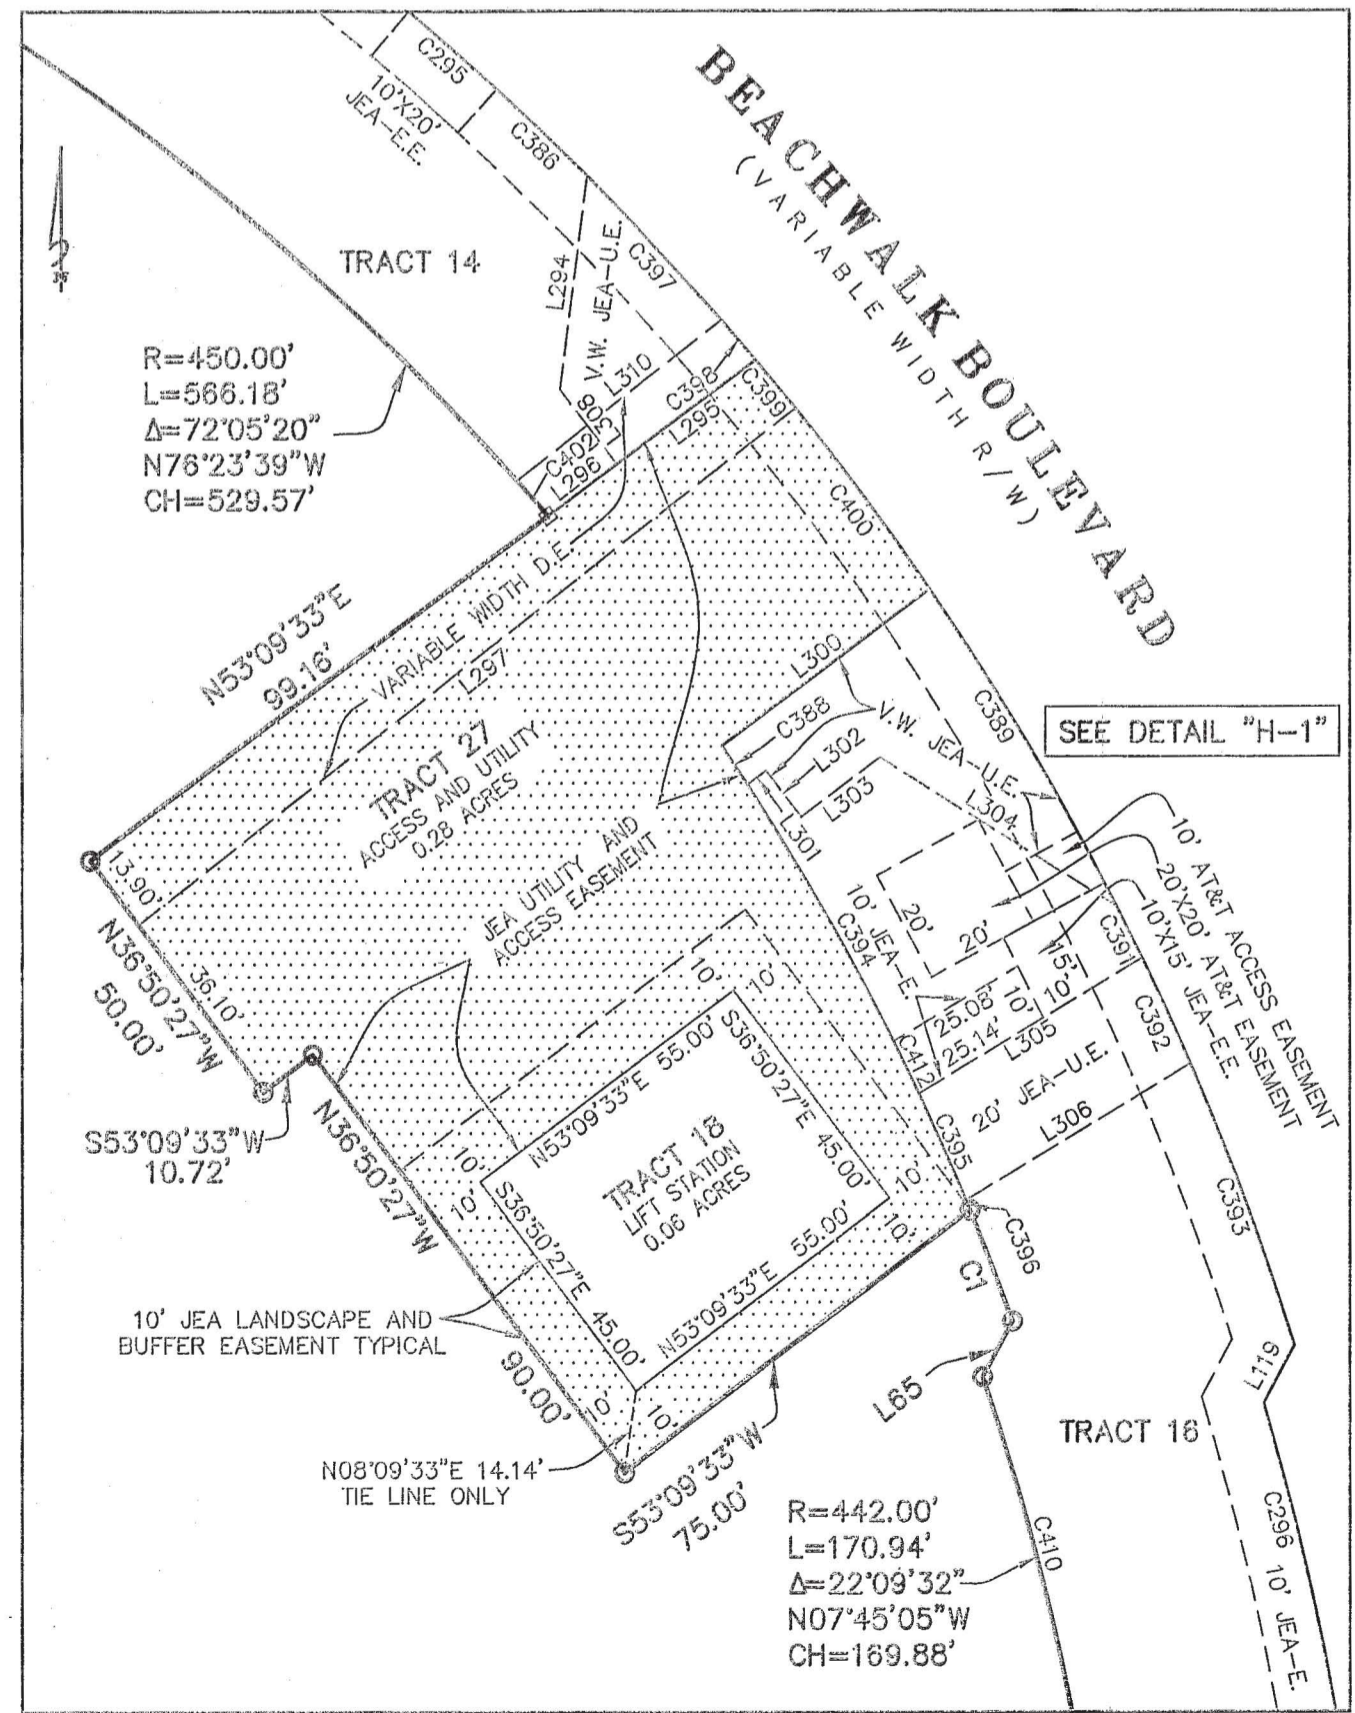 BEACHWALK BOULEVARD
(VARIABLE WIDTH R/W)
C295
10'X20'
JEA-E.E.
C386
TRACT 14
L294
V.W. JEA-U.E.
C397
L310
C398
C399
L308
L295
C402
L296
R=450.00'
L=566.18'
Δ=72°05'20"
N76°23'39"W
CH=529.57'
C400
N53°09'33"E
99.16'
VARIABLE WIDTH D.E.
L297
TRACT 27
ACCESS AND UTILITY
0.28 ACRES
L300
C388
V.W. JEA-U.E.
C389
SEE DETAIL "H-1"
L302
L303
L304
L301
JEA UTILITY AND
ACCESS EASEMENT
10' AT&T ACCESS EASEMENT
20'X20' AT&T EASEMENT
10'X15' JEA-E.E.
10' JEA-E.
C394
20'
20'
15'
10'
10'
C391
C392
25.08'
25.14'
L305
C412
20' JEA-U.E.
L306
13.90'
36.10'
N36°50'27"W
50.00'
S53°09'33"W
10.72'
N36°50'27"W
90.00'
10'
10'
10'
10'
N53°09'33"E 55.00'
S36°50'27"E 45.00'
TRACT 18
LIFT STATION
0.06 ACRES
S36°50'27"E 45.00'
N53°09'33"E 55.00'
10'
10'
10'
10'
C395
C396
C393
C1
10' JEA LANDSCAPE AND
BUFFER EASEMENT TYPICAL
L65
L119
TRACT 16
N08°09'33"E 14.14'
TIE LINE ONLY
S53°09'33"W
75.00'
R=442.00'
L=170.94'
Δ=22°09'32"
N07°45'05"W
CH=169.88'
C410
C296
10' JEA-E.